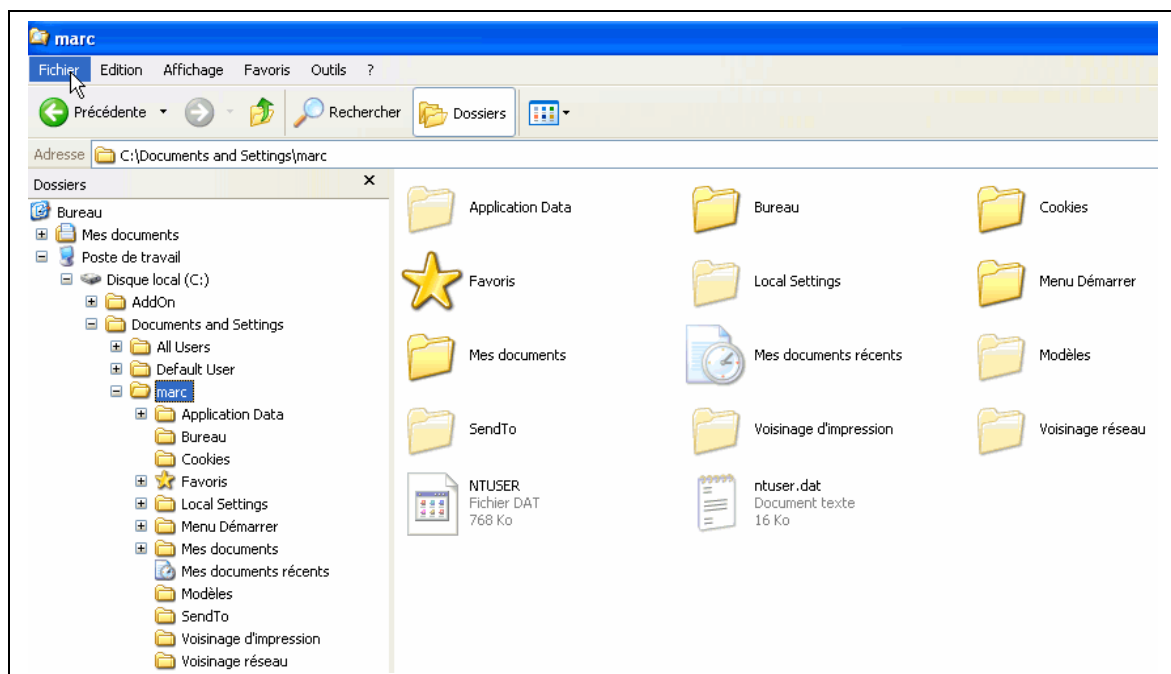 marc
Fichier Edition Affichage Favoris Outils ?
Précédente Rechercher Dossiers
Adresse C:\Documents and Settings\marc
Dossiers
Bureau
Mes documents
Poste de travail
Disque local (C:)
AddOn
Documents and Settings
All Users
Default User
marc
Application Data
Bureau
Cookies
Favoris
Local Settings
Menu Démarrer
Mes documents
Mes documents récents
Modèles
SendTo
Voisinage d'impression
Voisinage réseau
Application Data Bureau Cookies
Favoris Local Settings Menu Démarrer
Mes documents Mes documents récents Modèles
SendTo Voisinage d'impression Voisinage réseau
NTUSER ntuser.dat
Fichier DAT Document texte
768 Ko 16 Ko